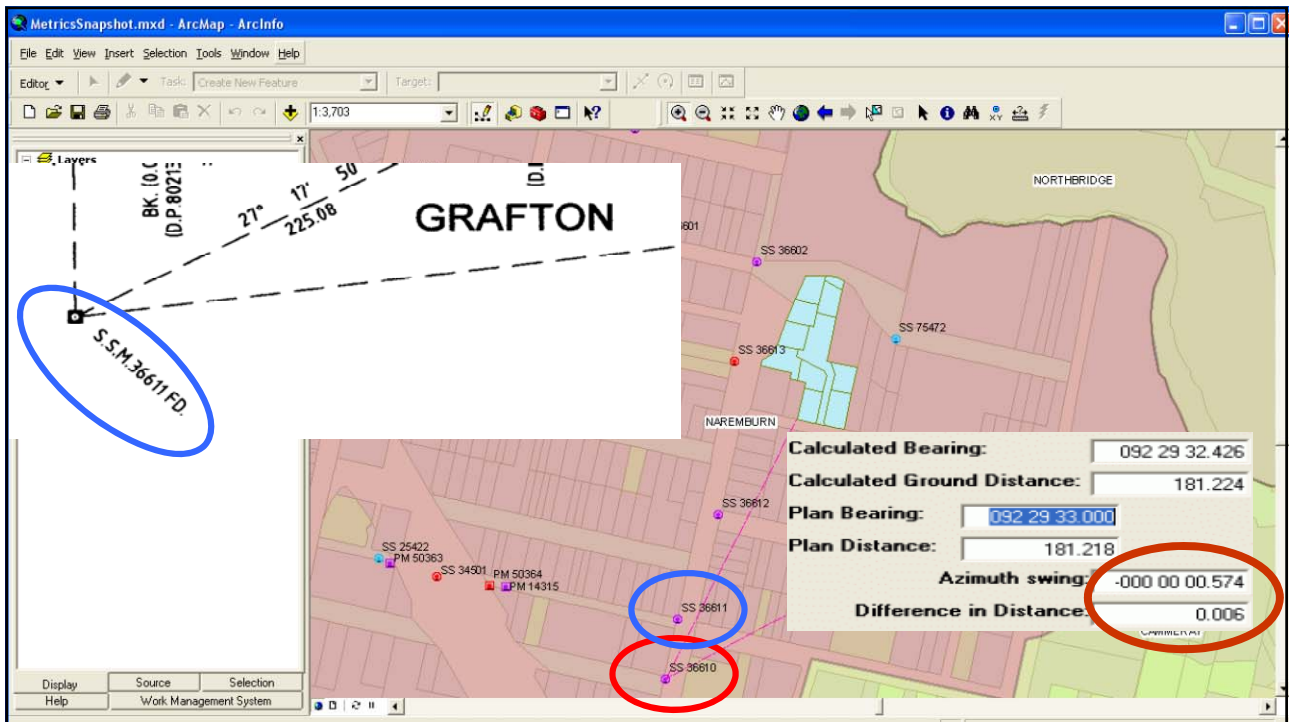 MetricsSnapshot.mxd - ArcMap - ArcInfo
File Edit View Insert Selection Tools Window Help
Editor Task: Create New Feature Target:
1:3,703
Layers
BK. (0.
(D.P.8021
27° 17' 50
225.08
GRAFTON
S.S.M.36611 FD.
NORTHBRIDGE
SS 36602
SS 75472
SS 36613
NAREMBURN
SS 36612
SS 25422
PM 50363
SS 34501
PM 50364
PM 14315
SS 36611
SS 36610
Calculated Bearing: 092 29 32.426
Calculated Ground Distance: 181.224
Plan Bearing: 092 29 33.000
Plan Distance: 181.218
Azimuth swing: -000 00 00.574
Difference in Distance: 0.006
CAMMERAY
Display Source Selection
Help Work Management System